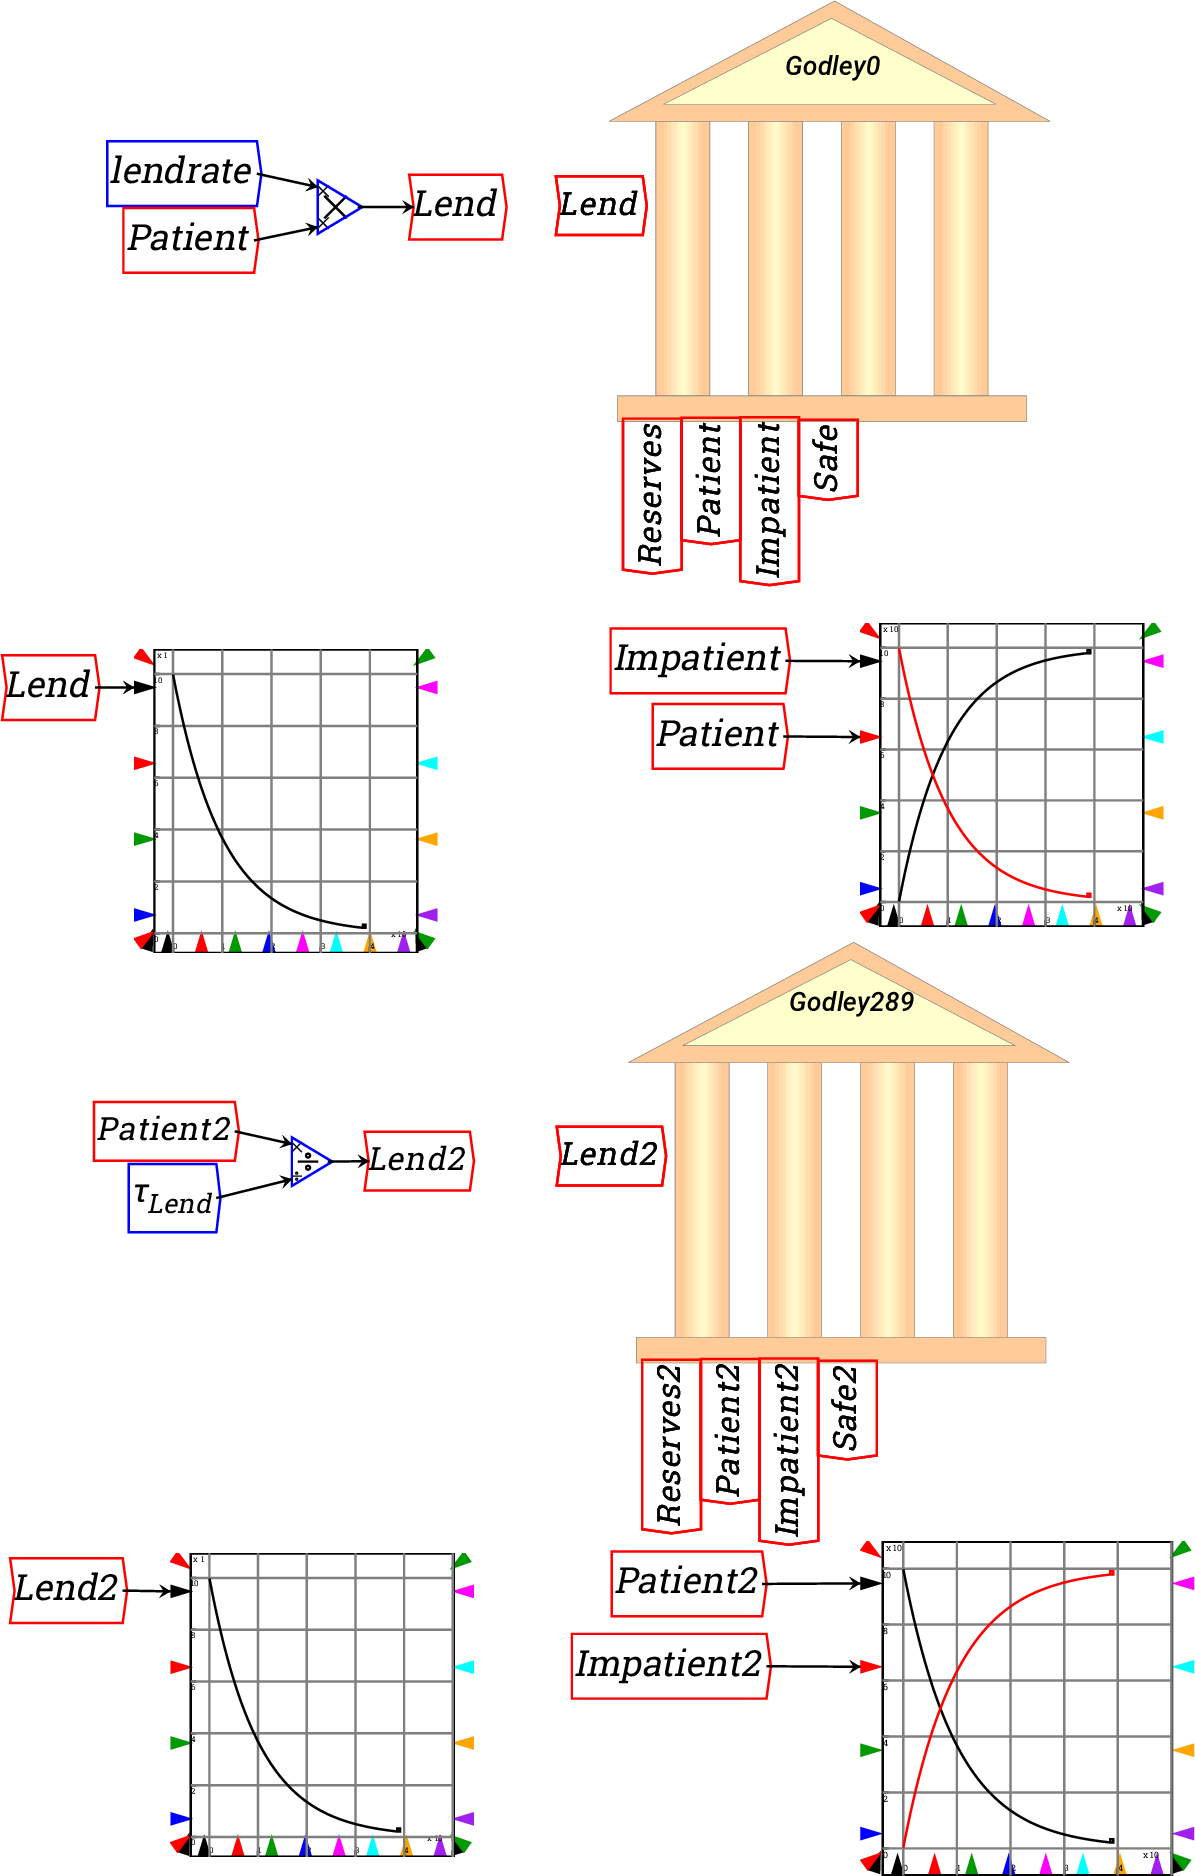 Godley0
lendrate
Patient
Lend
Lend
Reserves
Patient
Impatient
Safe
Lend
x 1
10
8
6
4
2
0
0
1
2
3
4
x 10
Impatient
Patient
x 10
10
8
6
4
2
0
0
1
2
3
4
x 10
Godley289
Patient2
τLend
Lend2
Lend2
Reserves2
Patient2
Impatient2
Safe2
Lend2
x 1
10
8
6
4
2
0
0
1
2
3
4
x 10
Patient2
Impatient2
x 10
10
8
6
4
2
0
0
1
2
3
4
x 10